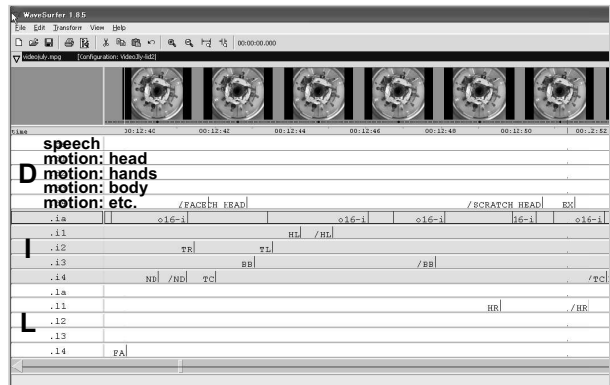 WaveSurfer 1.8.5
File Edit Transform View Help
00:00:00.000
videojuly.mpg [Configuration: VideoJly-lid2]
time 00:12:40 00:12:42 00:12:44 00:12:46 00:12:48 00:12:50 00:12:52
speech
motion: head
D motion: hands
motion: body
motion: etc. /FACE HEAD /SCRATCH HEAD EX
.ia o16-i o16-i o16-i 16-i o16-i
.i1 HL /HL
I .i2 TR TL
.i3 BB /BB
.i4 ND /ND TC /TC
.la
.l1 HR /HR
L .l2
.l3
.l4 FA